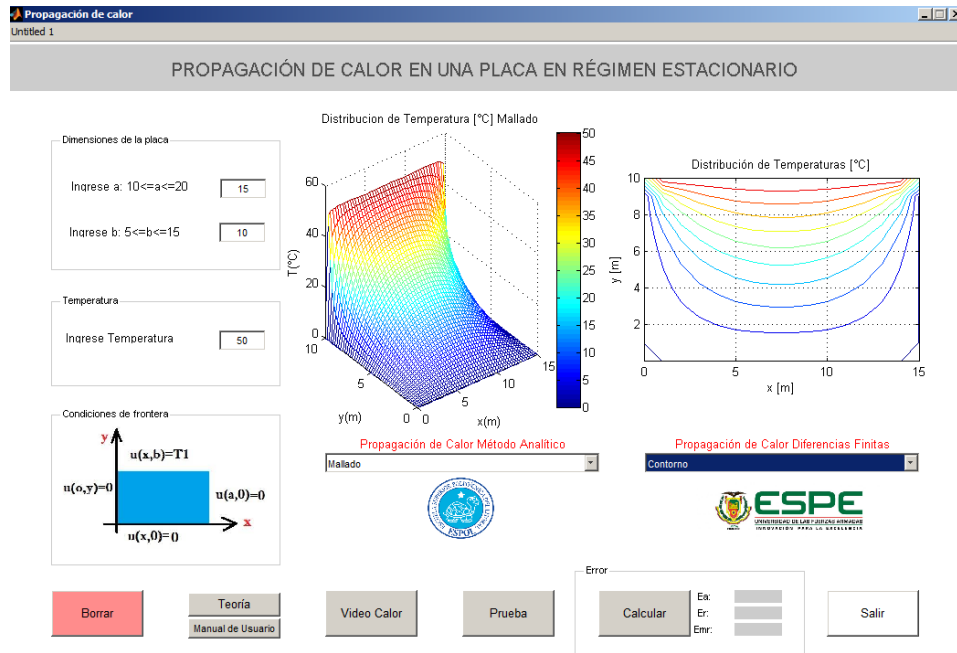 Propagación de calor
Untitled 1
PROPAGACIÓN DE CALOR EN UNA PLACA EN RÉGIMEN ESTACIONARIO
Dimensiones de la placa
Ingrese a: 10<=a<=20
15
Ingrese b: 5<=b<=15
10
Temperatura
Ingrese Temperatura
50
Condiciones de frontera
y
u(x,b)=T1
u(o,y)=0
u(a,0)=0
x
u(x,0)=0
Distribucion de Temperatura [°C] Mallado
60
40
20
0
T(°C)
10
5
0
y(m)
0
5
10
15
x(m)
50
45
40
35
30
25
20
15
10
5
0
Distribución de Temperaturas [°C]
10
8
6
4
2
y [m]
0
5
10
15
x [m]
Propagación de Calor Método Analítico
Mallado
ESPOL
Propagación de Calor Diferencias Finitas
Contorno
ESPE
UNIVERSIDAD DE LAS FUERZAS ARMADAS
INNOVACIÓN PARA LA EXCELENCIA
Borrar
Teoría
Manual de Usuario
Video Calor
Prueba
Error
Calcular
Ea:
Er:
Emr:
Salir